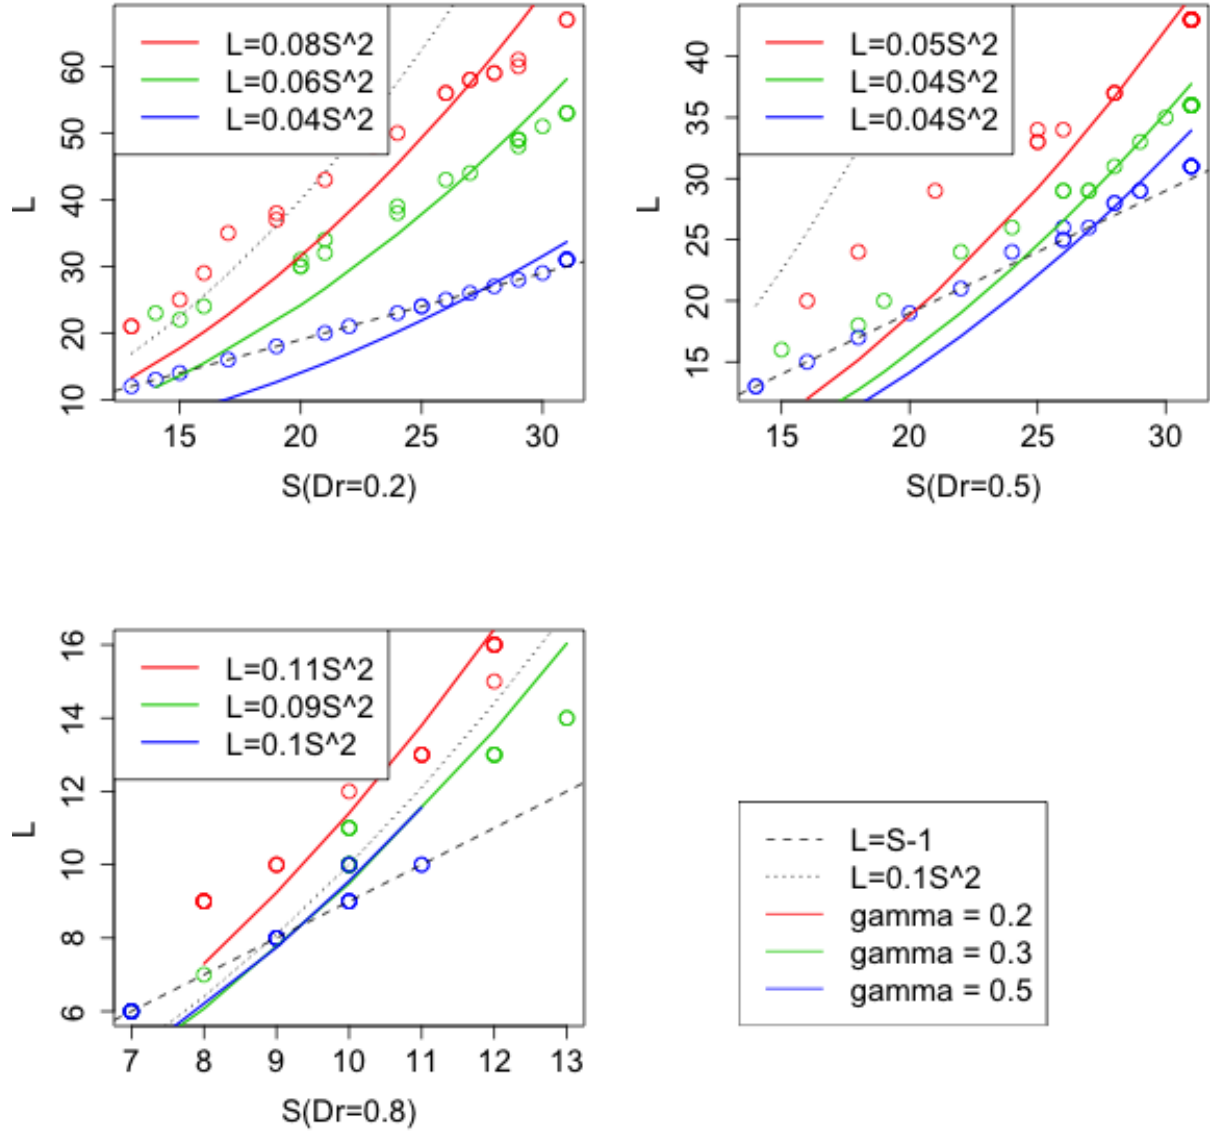 L=0.08S^2
L=0.06S^2
L=0.04S^2
L
10 20 30 40 50 60
15 20 25 30
S(Dr=0.2)
L=0.05S^2
L=0.04S^2
L=0.04S^2
L
15 20 25 30 35 40
15 20 25 30
S(Dr=0.5)
L=0.11S^2
L=0.09S^2
L=0.1S^2
L
6 8 10 12 14 16
7 8 9 10 11 12 13
S(Dr=0.8)
L=S-1
L=0.1S^2
gamma = 0.2
gamma = 0.3
gamma = 0.5